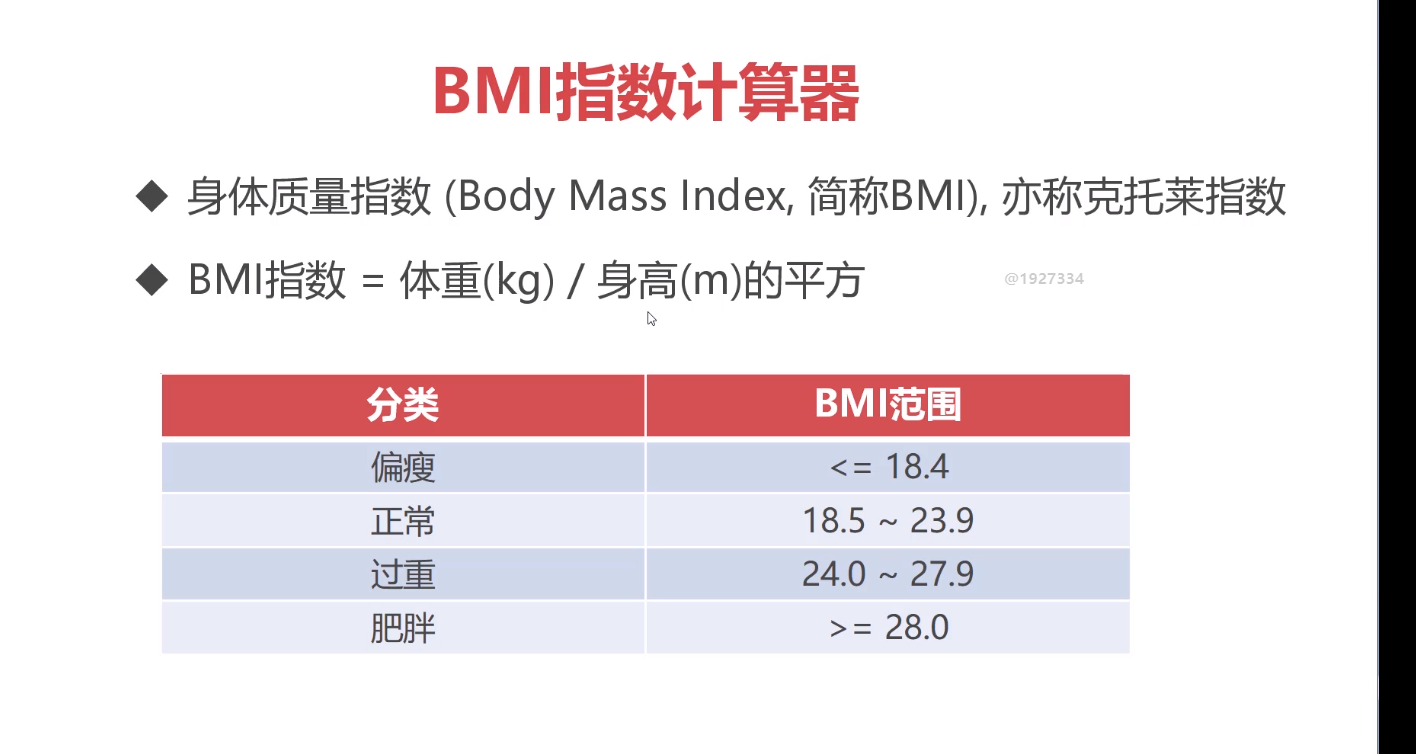 BMI指数计算器
◆ 身体质量指数 (Body Mass Index, 简称BMI), 亦称克托莱指数
◆ BMI指数 = 体重(kg) / 身高(m)的平方
@1927334
分类 BMI范围
偏瘦 <= 18.4
正常 18.5 ~ 23.9
过重 24.0 ~ 27.9
肥胖 >= 28.0